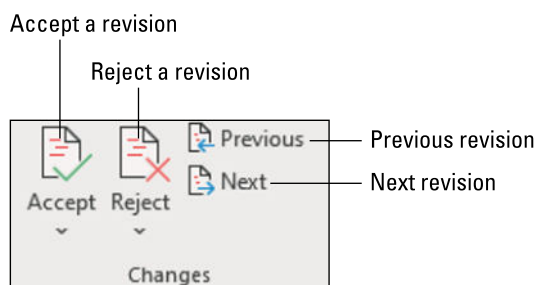 Accept a revision
Reject a revision
Previous
Previous revision
Next
Next revision
Accept
Reject
Changes